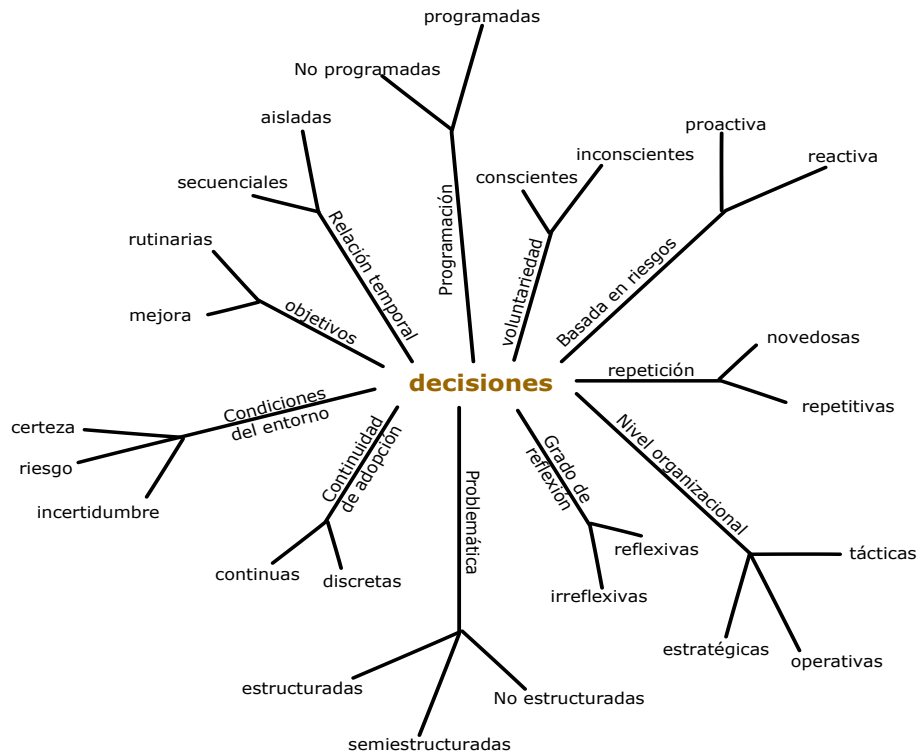 programadas
No programadas
Programación
aisladas
secuenciales
Relación temporal
rutinarias
mejora
objetivos
certeza
riesgo
incertidumbre
Condiciones
del entorno
continuas
discretas
Continuidad
de adopción
estructuradas
semiestructuradas
No estructuradas
Problemática
decisiones
conscientes
inconscientes
voluntariedad
proactiva
reactiva
Basada en riesgos
novedosas
repetitivas
repetición
tácticas
operativas
estratégicas
Nivel organizacional
reflexivas
irreflexivas
Grado de
reflexión